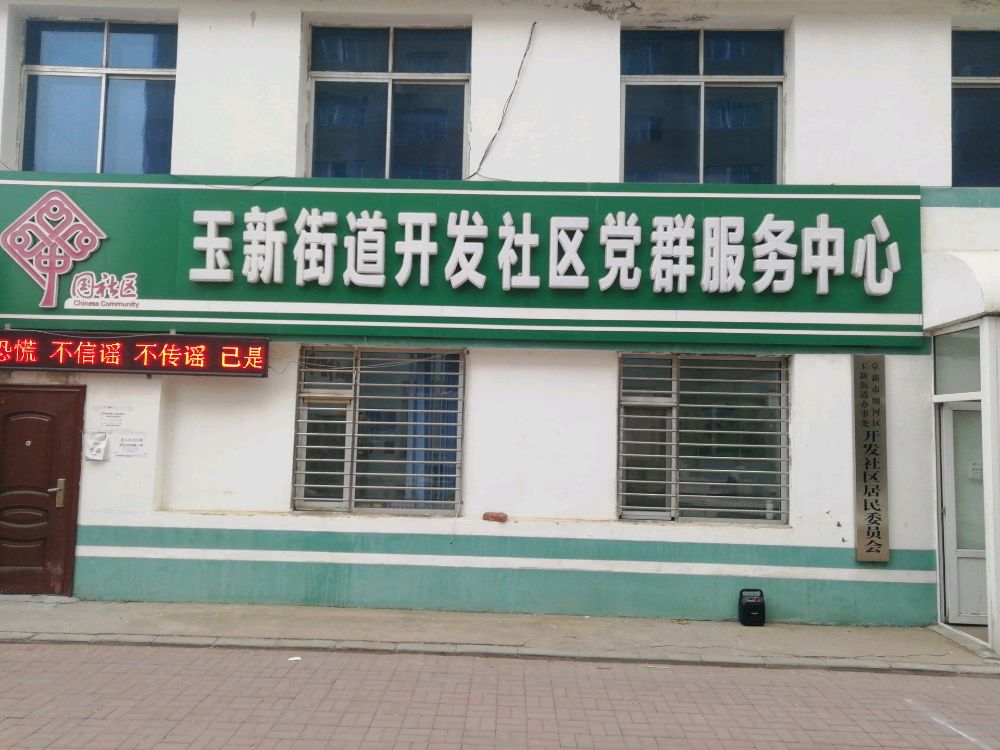 玉新街道开发社区党群服务中心
中国社区
Chinese Community
恐慌 不信谣 不传谣 已是
阜新市细河区
玉新街道办事处
开发社区居民委员会